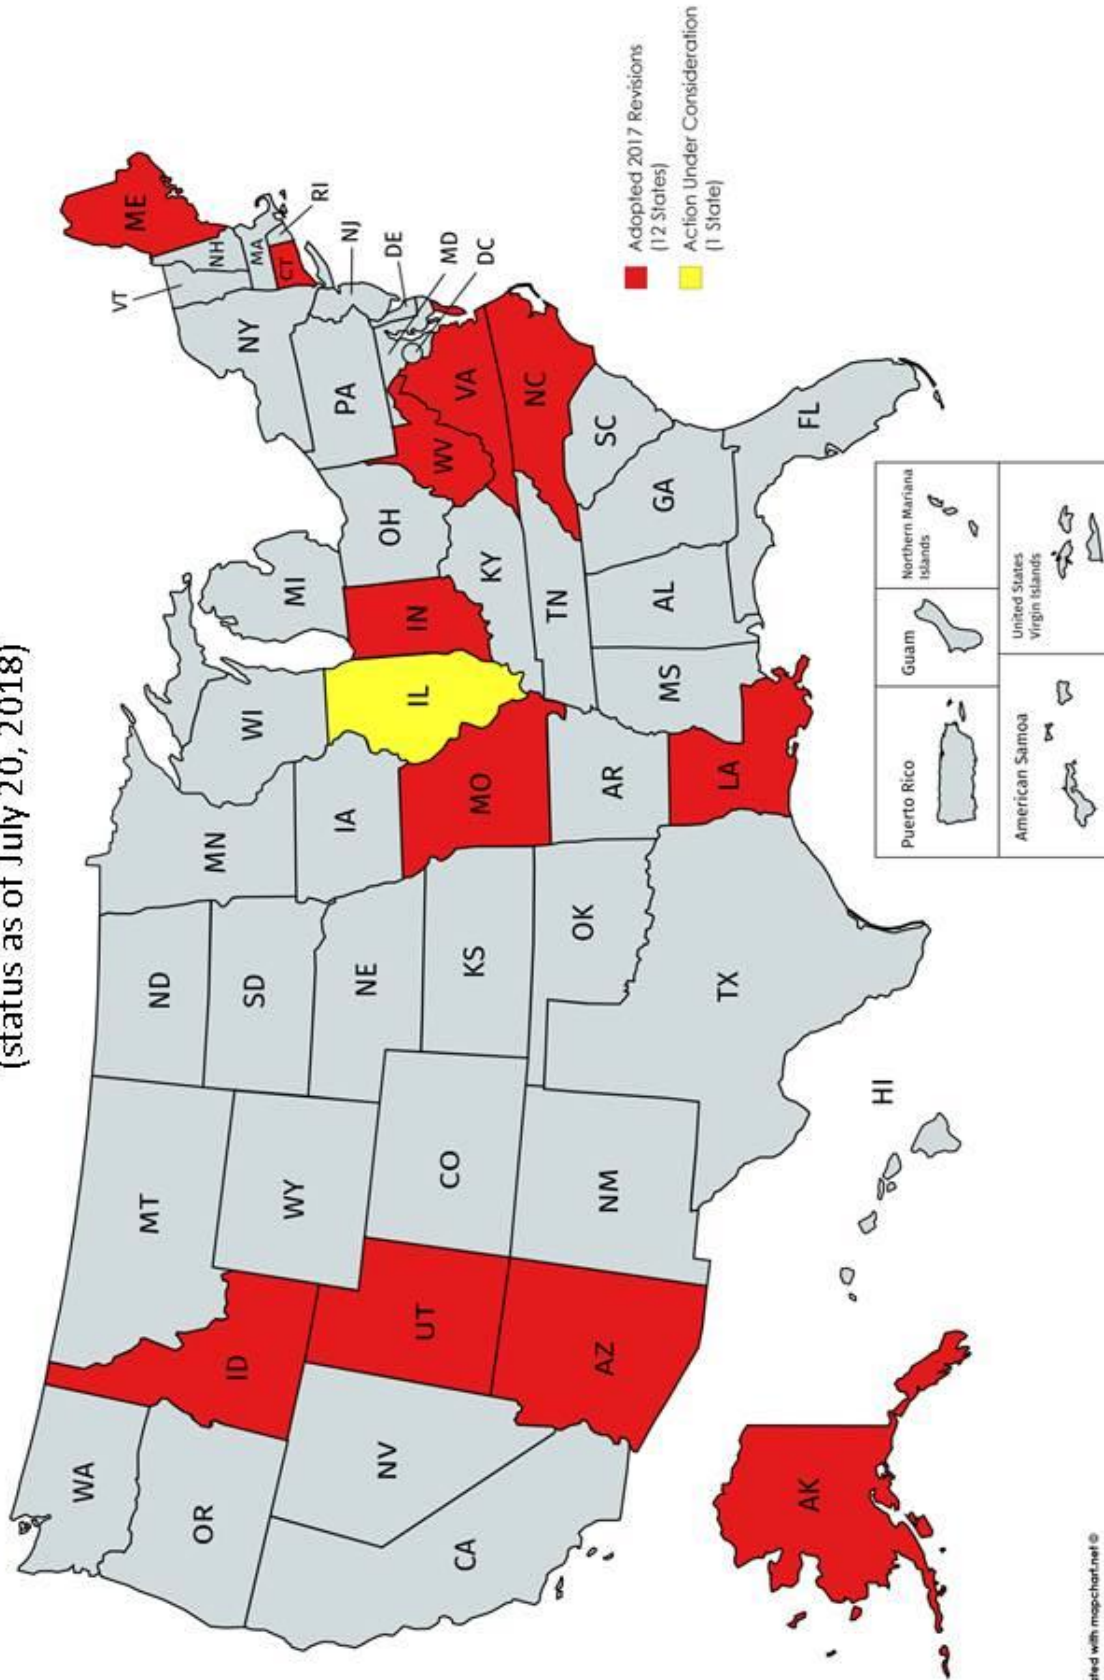 (status as of July 20, 2018)
WA
OR
CA
NV
ID
MT
WY
UT
AZ
CO
NM
ND
SD
NE
KS
OK
TX
MN
IA
MO
AR
LA
WI
IL
MI
IN
OH
KY
TN
MS
AL
GA
FL
SC
NC
VA
WV
PA
NY
VT
NH
ME
MA
CT
RI
NJ
DE
MD
DC
AK
HI
Adopted 2017 Revisions
(12 States)
Action Under Consideration
(1 State)
Puerto Rico
Guam
Northern Mariana
Islands
American Samoa
United States
Virgin Islands
with mapchart.net ©